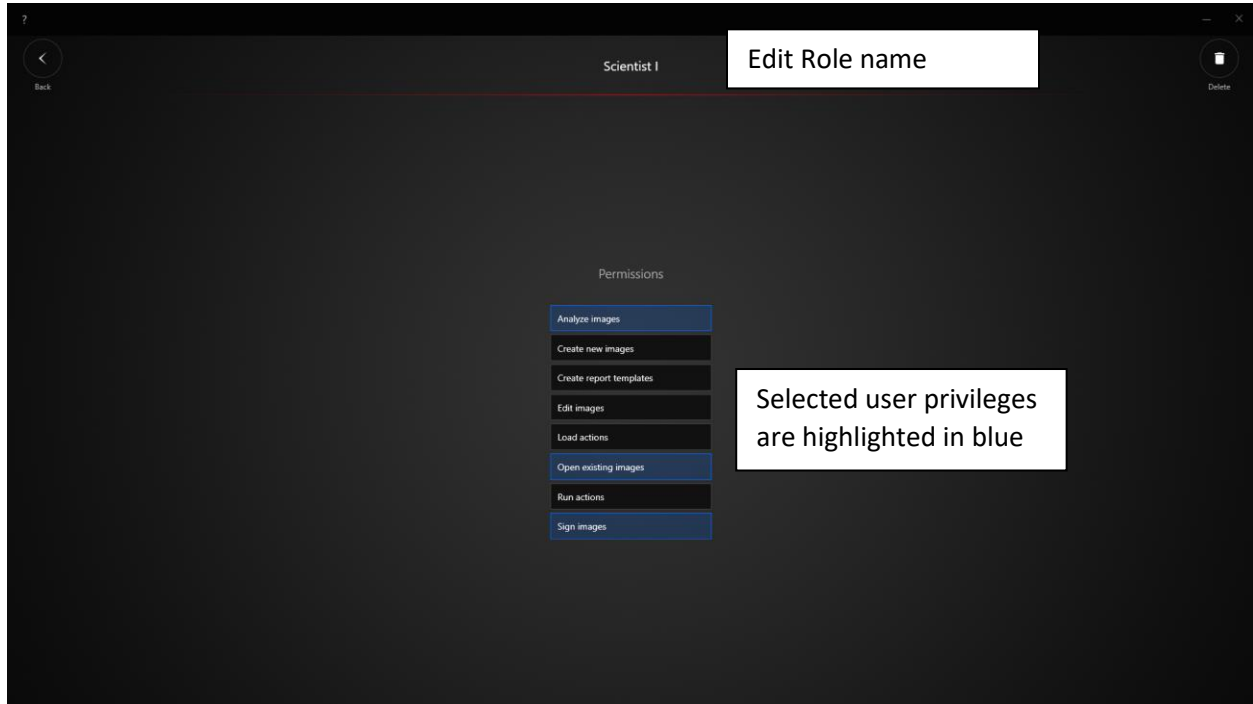 ?
Scientist I
Edit Role name
Back
Delete
Permissions
Analyze images
Create new images
Create report templates
Edit images
Load actions
Open existing images
Run actions
Sign images
Selected user privileges
are highlighted in blue